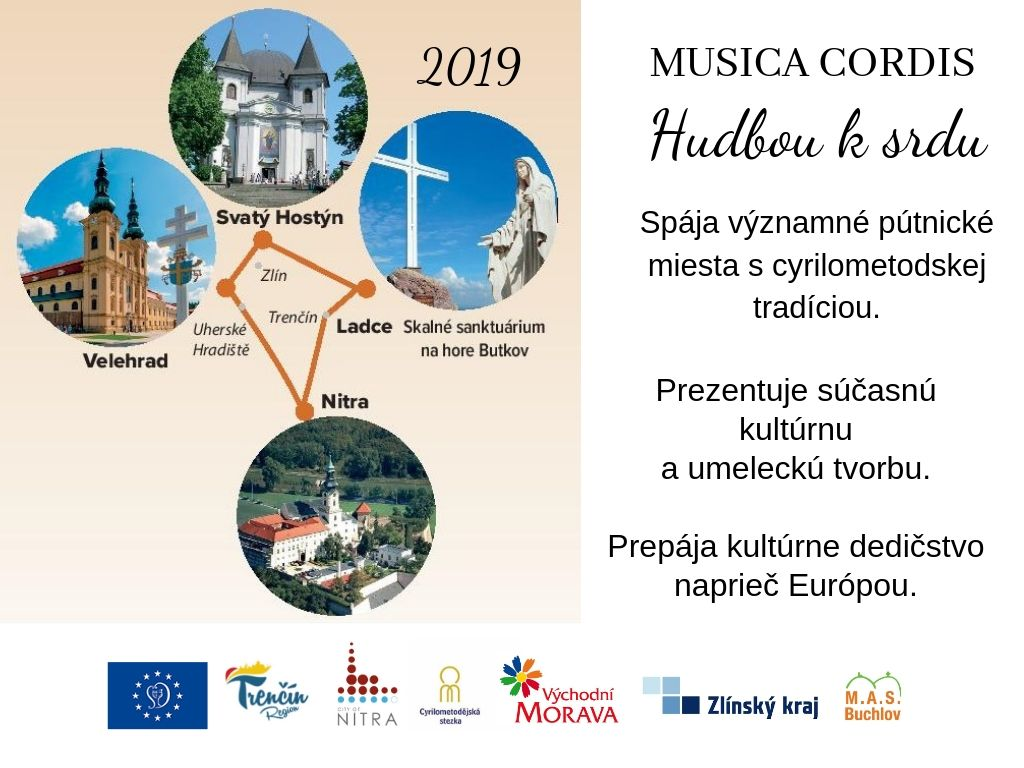 2019
Svatý Hostýn
Zlín
Trenčín
Uherské
Hradiště
Ladce
Skalné sanktuárium
na hore Butkov
Velehrad
Nitra
MUSICA CORDIS
Hudbou k srdu
Spája významné pútnické
miesta s cyrilometodskej
tradíciou.
Prezentuje súčasnú
kultúrnu
a umeleckú tvorbu.
Prepája kultúrne dedičstvo
naprieč Európou.
Trenčín
Region
CITY OF
NITRA
Cyrilometodějská
stezka
Východní
MORAVA
Zlínský kraj
M.A.S.
Buchlov